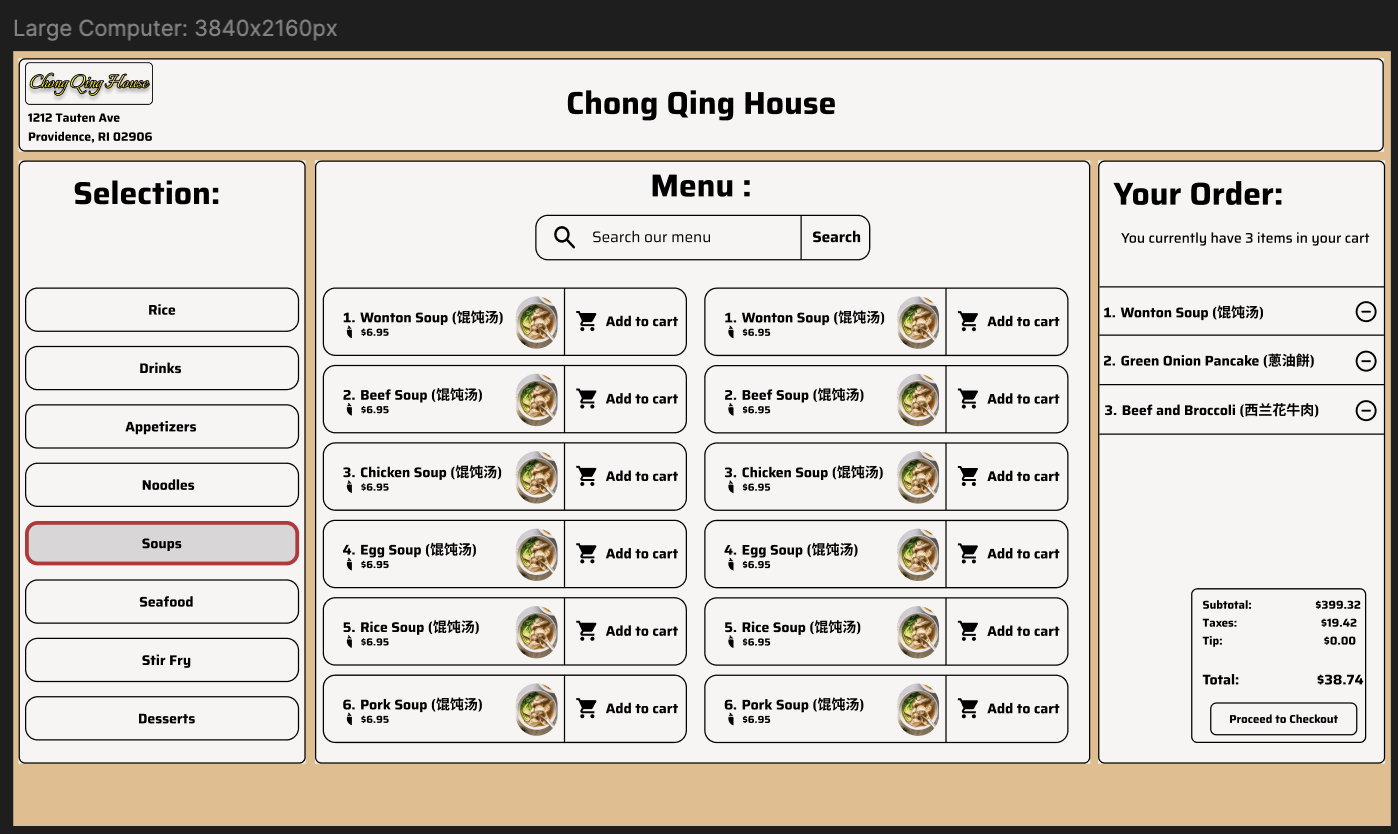 Large Computer: 3840x2160px
Chong Qing House
1212 Tauten Ave
Providence, RI 02906
Chong Qing House
Selection:
Rice
Drinks
Appetizers
Noodles
Soups
Seafood
Stir Fry
Desserts
Menu :
Search our menu
Search
1. Wonton Soup (馄饨汤)
$6.95
Add to cart
1. Wonton Soup (馄饨汤)
$6.95
Add to cart
2. Beef Soup (馄饨汤)
$6.95
Add to cart
2. Beef Soup (馄饨汤)
$6.95
Add to cart
3. Chicken Soup (馄饨汤)
$6.95
Add to cart
3. Chicken Soup (馄饨汤)
$6.95
Add to cart
4. Egg Soup (馄饨汤)
$6.95
Add to cart
4. Egg Soup (馄饨汤)
$6.95
Add to cart
5. Rice Soup (馄饨汤)
$6.95
Add to cart
5. Rice Soup (馄饨汤)
$6.95
Add to cart
6. Pork Soup (馄饨汤)
$6.95
Add to cart
6. Pork Soup (馄饨汤)
$6.95
Add to cart
Your Order:
You currently have 3 items in your cart
1. Wonton Soup (馄饨汤)
2. Green Onion Pancake (蔥油餅)
3. Beef and Broccoli (西兰花牛肉)
Subtotal: $399.32
Taxes: $19.42
Tip: $0.00
Total: $38.74
Proceed to Checkout